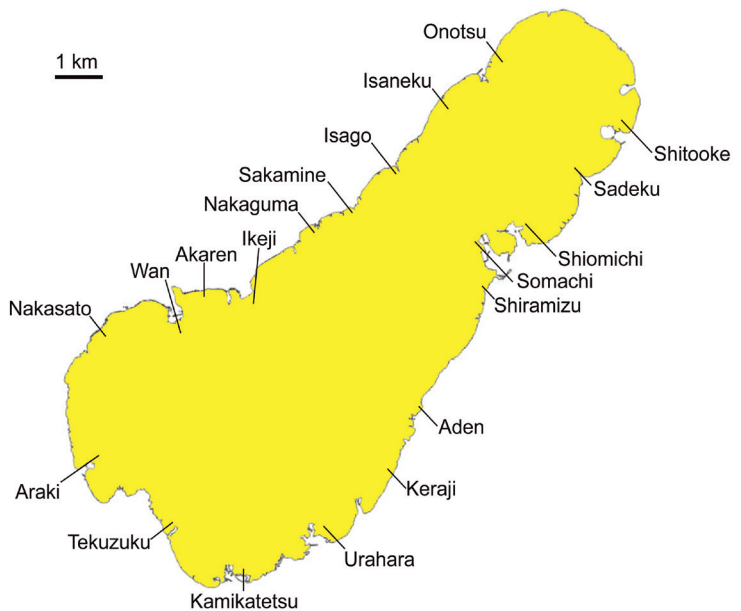 Onotsu
1 km
Isaneku
Isago
Shitooke
Sakamine
Sadeku
Nakaguma
Ikeji
Akaren
Shiomichi
Wan
Somachi
Nakasato
Shiramizu
Aden
Araki
Keraji
Tekuzuku
Urahara
Kamikatetsu